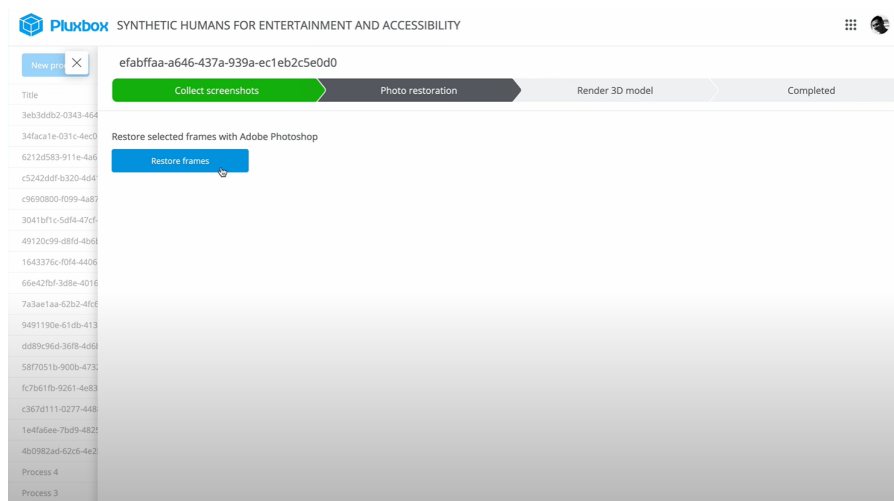 Pluxbox SYNTHETIC HUMANS FOR ENTERTAINMENT AND ACCESSIBILITY
New pro
efabffaa-a646-437a-939a-ec1eb2c5e0d0
Collect screenshots
Photo restoration
Render 3D model
Completed
Title
3eb3ddb2-0343-464
34faca1e-031c-4ec0
Restore selected frames with Adobe Photoshop
6212d583-911e-4a6
Restore frames
c5242ddf-b320-4d4
c9690800-f099-4a87
3041bf1c-5df4-47cf-
49120c99-d8fd-4b6
1643376c-f0f4-4406
66e42fbf-3d8e-4016
7a3ae1aa-62b2-4fc6
9491190e-61db-413
dd89c96d-36f8-4d6
58f7051b-900b-473
fc7b61fb-9261-4e83
c367d111-0277-448
1e4fa6ee-7bd9-482
4b0982ad-62c6-4e2
Process 4
Process 3